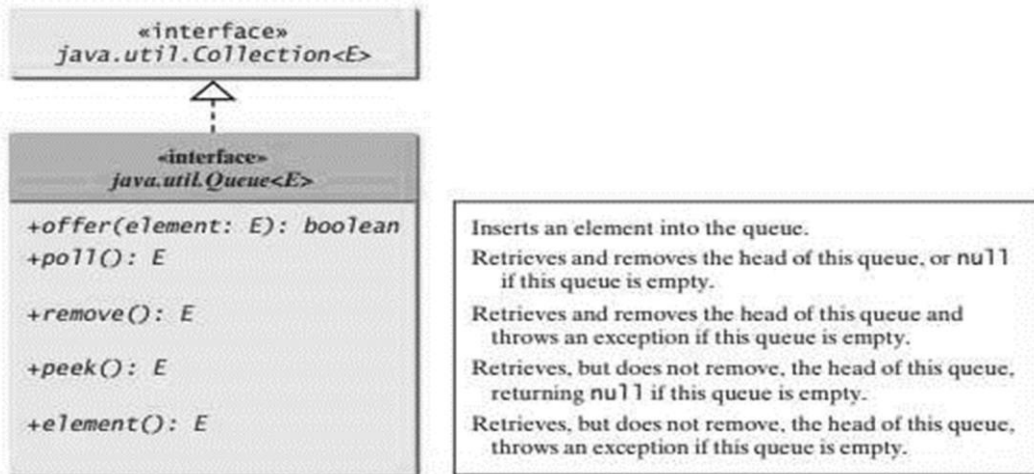 «interface»
java.util.Collection<E>
«interface»
java.util.Queue<E>
+offer(element: E): boolean
Inserts an element into the queue.
+poll(): E
Retrieves and removes the head of this queue, or null
if this queue is empty.
+remove(): E
Retrieves and removes the head of this queue and
throws an exception if this queue is empty.
+peek(): E
Retrieves, but does not remove, the head of this queue,
returning null if this queue is empty.
+element(): E
Retrieves, but does not remove, the head of this queue,
throws an exception if this queue is empty.